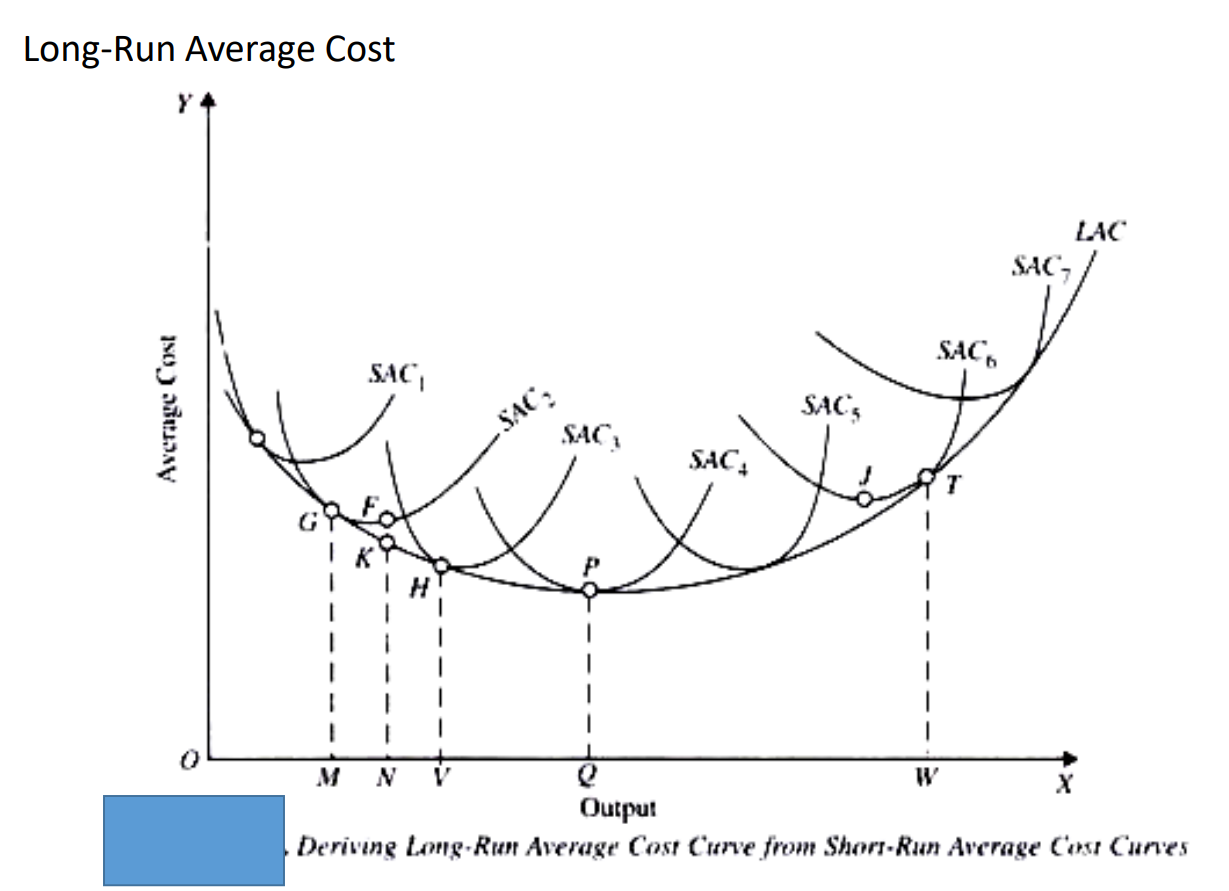 Long-Run Average Cost
Y
LAC
SAC₇
SAC₆
SAC₁
SAC₂
SAC₅
SAC₃
SAC₄
Average Cost
J
T
G
F
K
P
H
O
M N V Q W X
Output
. Deriving Long-Run Average Cost Curve from Short-Run Average Cost Curves